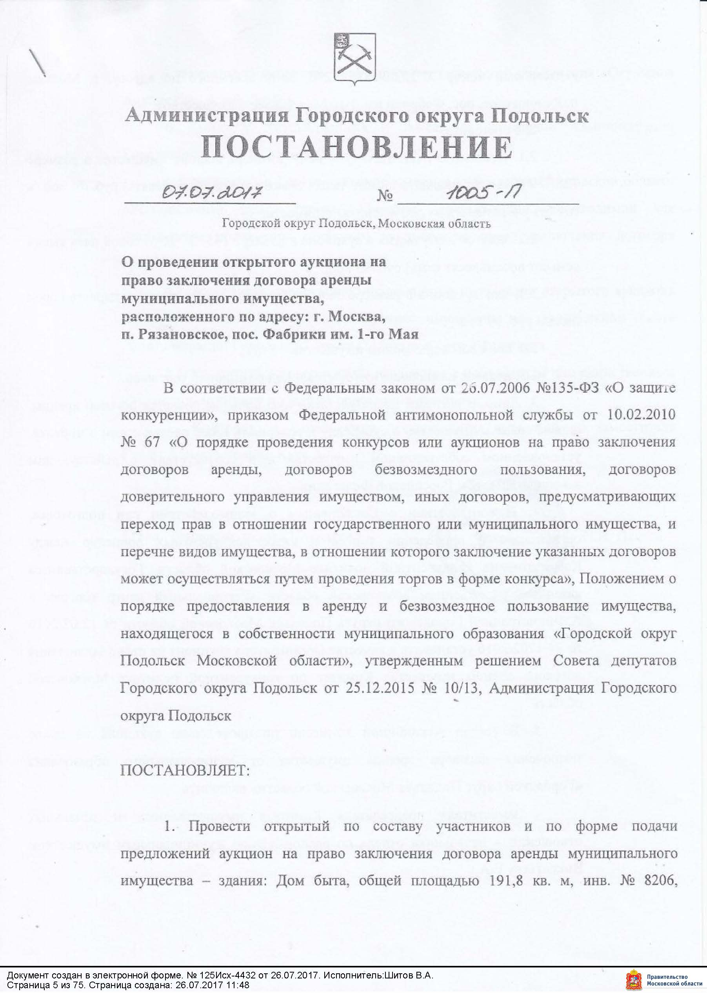 Администрация Городского округа Подольск
ПОСТАНОВЛЕНИЕ
07.07.2017 № 1005-П
Городской округ Подольск, Московская область
О проведении открытого аукциона на
право заключения договора аренды
муниципального имущества,
расположенного по адресу: г. Москва,
п. Рязановское, пос. Фабрики им. 1-го Мая
В соответствии с Федеральным законом от 26.07.2006 №135-ФЗ «О защите
конкуренции», приказом Федеральной антимонопольной службы от 10.02.2010
№ 67 «О порядке проведения конкурсов или аукционов на право заключения
договоров аренды, договоров безвозмездного пользования, договоров
доверительного управления имуществом, иных договоров, предусматривающих
переход прав в отношении государственного или муниципального имущества, и
перечне видов имущества, в отношении которого заключение указанных договоров
может осуществляться путем проведения торгов в форме конкурса», Положением о
порядке предоставления в аренду и безвозмездное пользование имущества,
находящегося в собственности муниципального образования «Городской округ
Подольск Московской области», утвержденным решением Совета депутатов
Городского округа Подольск от 25.12.2015 № 10/13, Администрация Городского
округа Подольск
ПОСТАНОВЛЯЕТ:
1. Провести открытый по составу участников и по форме подачи
предложений аукцион на право заключения договора аренды муниципального
имущества – здания: Дом быта, общей площадью 191,8 кв. м, инв. № 8206,
Документ создан в электронной форме. № 125Исх-4432 от 26.07.2017. Исполнитель:Шитов В.А.
Страница 5 из 75. Страница создана: 26.07.2017 11:48
Правительство
Московской области